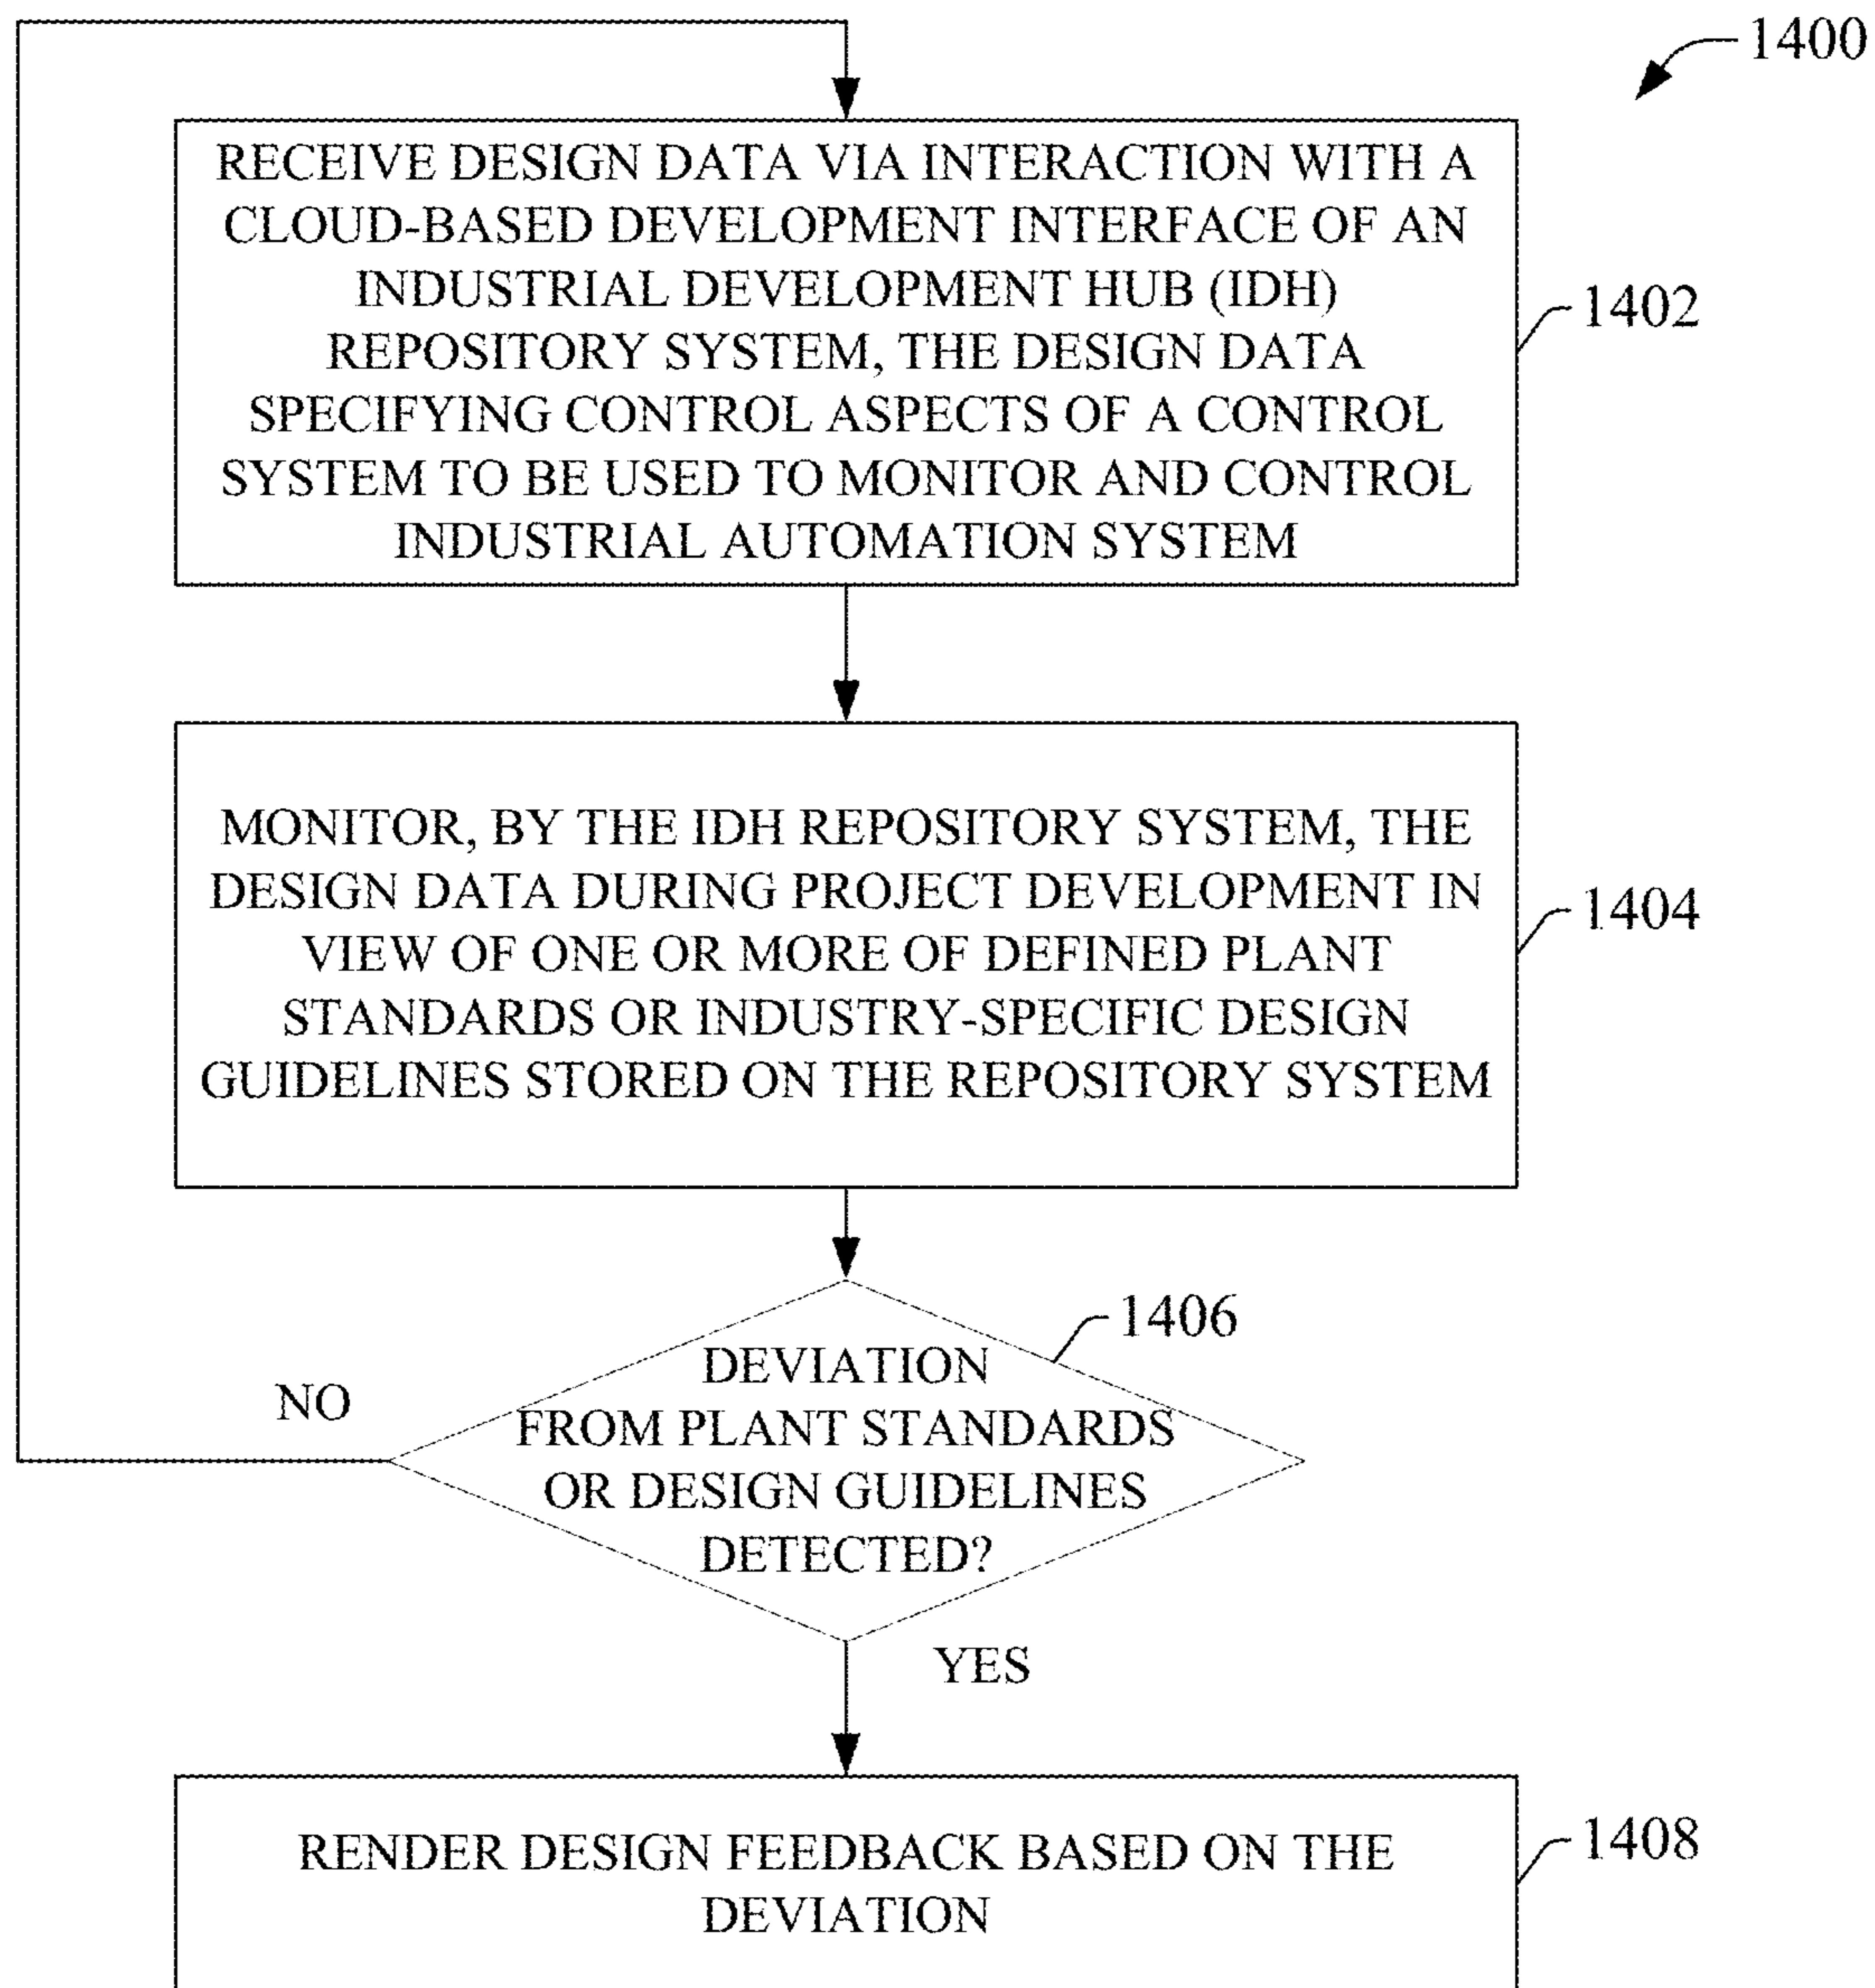 1400
RECEIVE DESIGN DATA VIA INTERACTION WITH A
CLOUD-BASED DEVELOPMENT INTERFACE OF AN
INDUSTRIAL DEVELOPMENT HUB (IDH)
REPOSITORY SYSTEM, THE DESIGN DATA
SPECIFYING CONTROL ASPECTS OF A CONTROL
SYSTEM TO BE USED TO MONITOR AND CONTROL
INDUSTRIAL AUTOMATION SYSTEM
1402
MONITOR, BY THE IDH REPOSITORY SYSTEM, THE
DESIGN DATA DURING PROJECT DEVELOPMENT IN
VIEW OF ONE OR MORE OF DEFINED PLANT
STANDARDS OR INDUSTRY-SPECIFIC DESIGN
GUIDELINES STORED ON THE REPOSITORY SYSTEM
1404
1406
DEVIATION
FROM PLANT STANDARDS
OR DESIGN GUIDELINES
DETECTED?
NO
YES
RENDER DESIGN FEEDBACK BASED ON THE
DEVIATION
1408